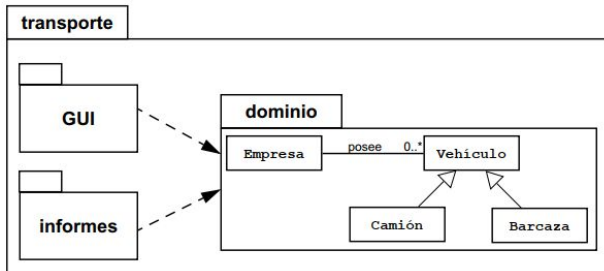 transporte
GUI
dominio
Empresa
posee
0..*
Vehículo
informes
Camión
Barcaza